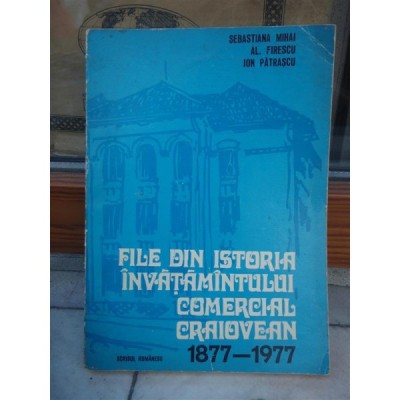 SEBASTIANA MIHAI
AL. FIRESCU
ION PĂTRAȘCU
FILE DIN ISTORIA
ÎNVĂȚĂMÎNTULUI
COMERCIAL
CRAIOVEAN
1877—1977
SCRISUL ROMÂNESC